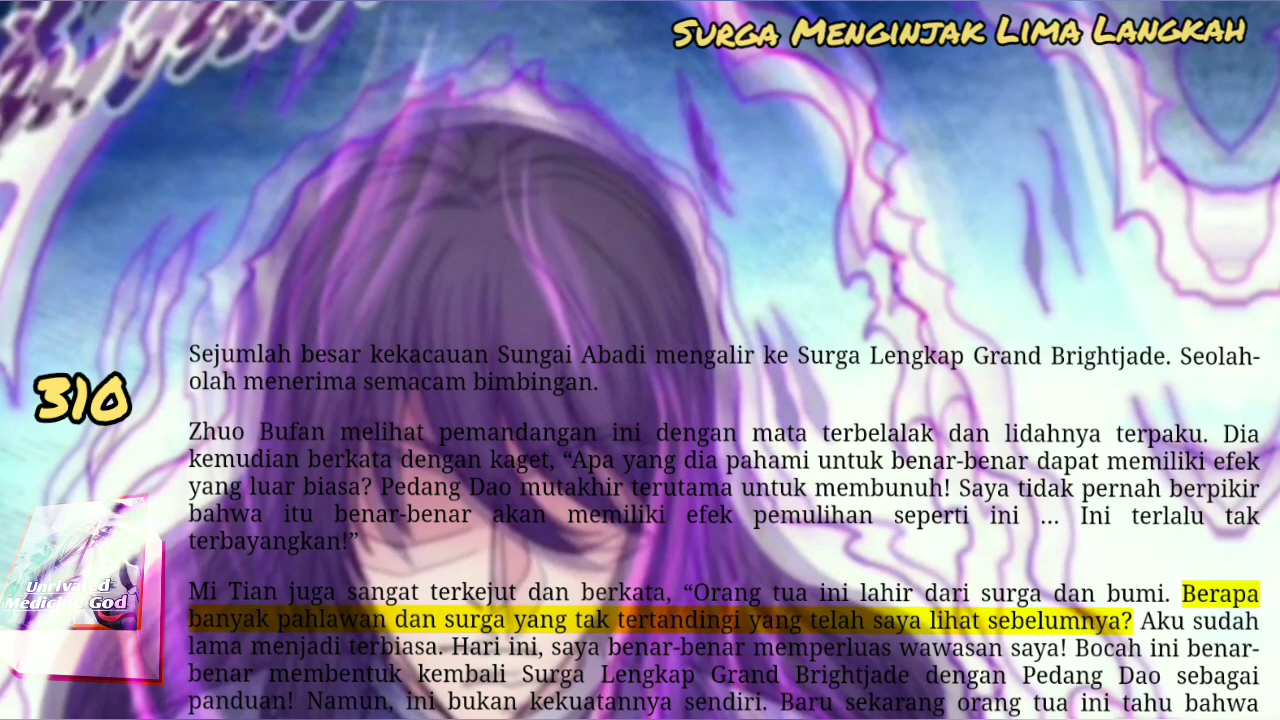 Surga Menginjak Lima Langkah
Sejumlah besar kekacauan Sungai Abadi mengalir ke Surga Lengkap Grand Brightjade. Seolah-
olah menerima semacam bimbingan.
310
Zhuo Bufan melihat pemandangan ini dengan mata terbelalak dan lidahnya terpaku. Dia
kemudian berkata dengan kaget, “Apa yang dia pahami untuk benar-benar dapat memiliki efek
yang luar biasa? Pedang Dao mutakhir terutama untuk membunuh! Saya tidak pernah berpikir
bahwa itu benar-benar akan memiliki efek pemulihan seperti ini ... Ini terlalu tak
terbayangkan!”
Unrivaled
Medicine God
Mi Tian juga sangat terkejut dan berkata, “Orang tua ini lahir dari surga dan bumi. Berapa
banyak pahlawan dan surga yang tak tertandingi yang telah saya lihat sebelumnya? Aku sudah
lama menjadi terbiasa. Hari ini, saya benar-benar memperluas wawasan saya! Bocah ini benar-
benar membentuk kembali Surga Lengkap Grand Brightjade dengan Pedang Dao sebagai
panduan! Namun, ini bukan kekuatannya sendiri. Baru sekarang orang tua ini tahu bahwa